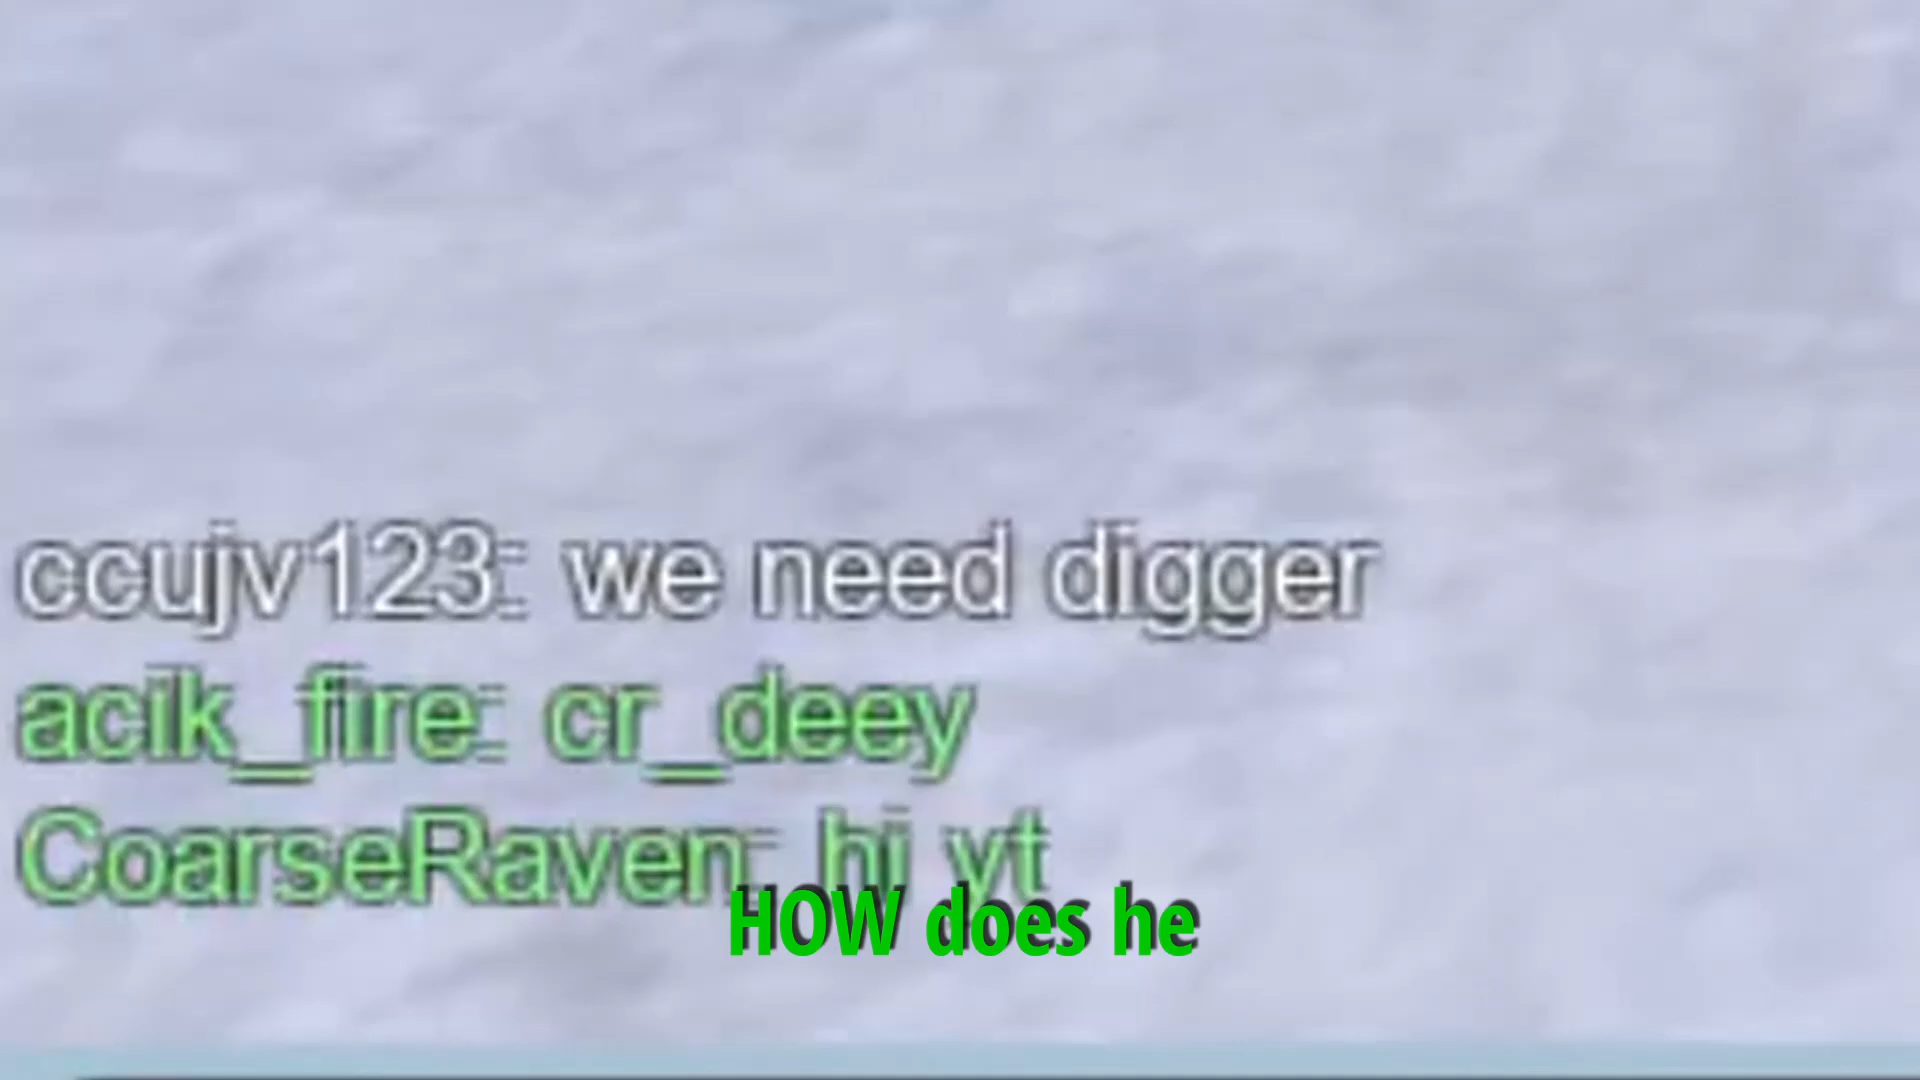 ccujv123: we need digger
acik_fire: cr_deey
CoarseRaven: hi yt
HOW does he